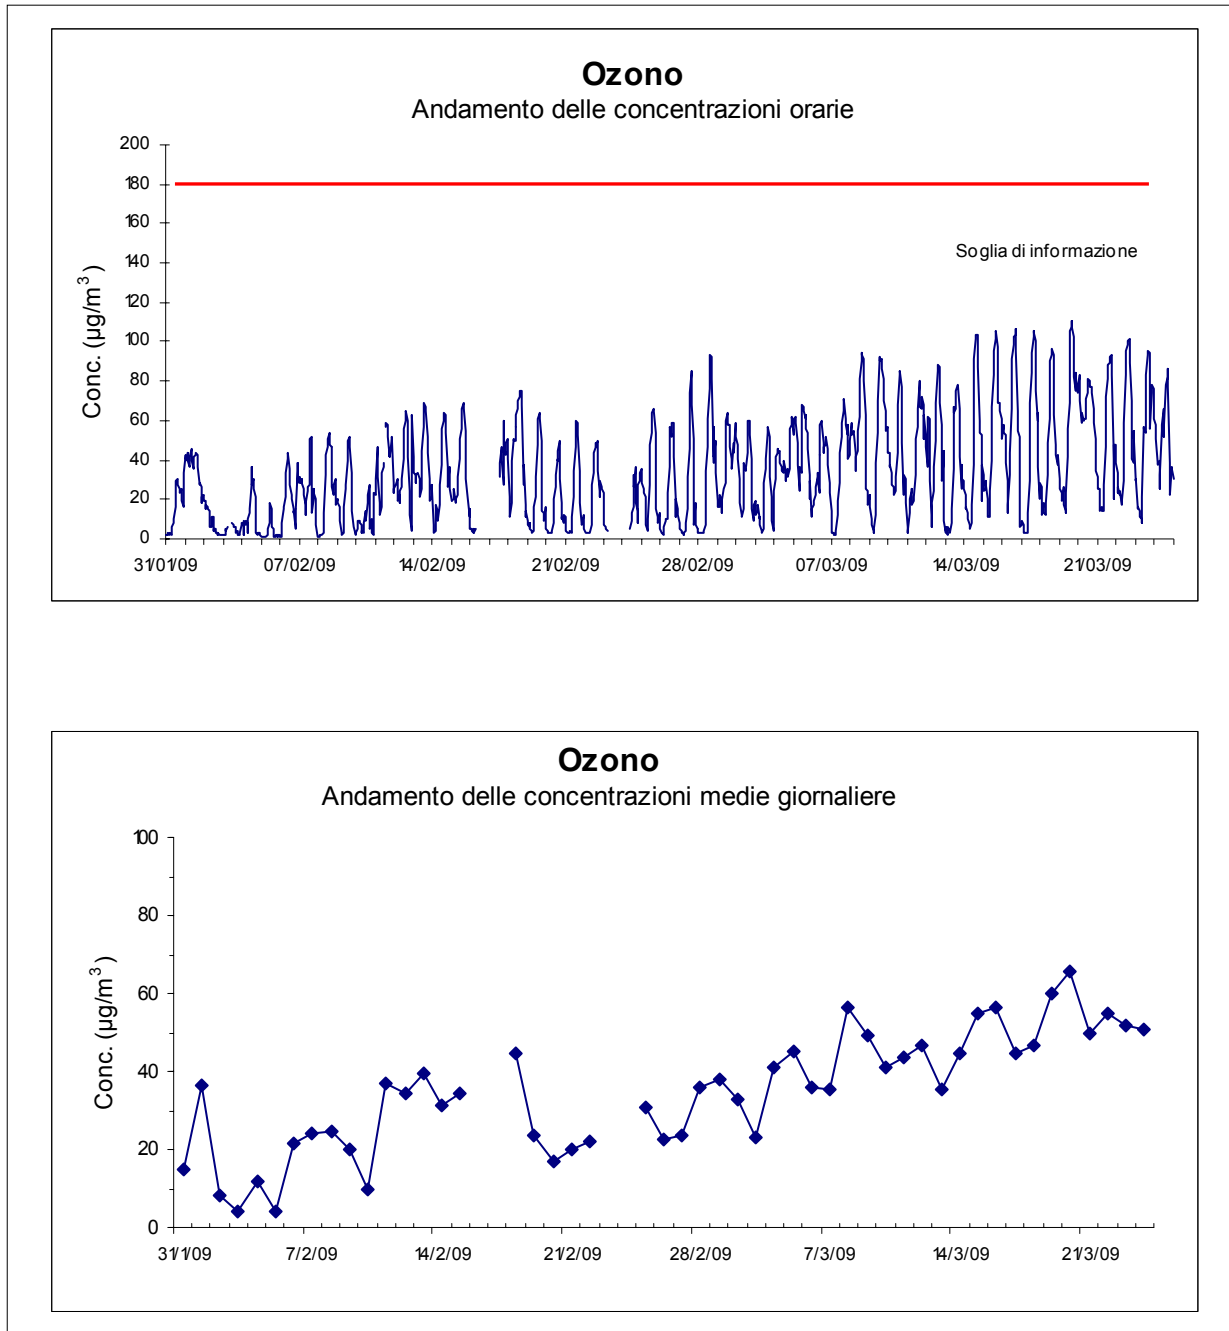 Ozono
Andamento delle concentrazioni orarie
200
180
160
140
120
100
80
60
40
20
0
Conc. (µg/m³)
Soglia di informazione
31/01/09 07/02/09 14/02/09 21/02/09 28/02/09 07/03/09 14/03/09 21/03/09
Ozono
Andamento delle concentrazioni medie giornaliere
100
80
60
40
20
0
Conc. (µg/m³)
31/1/09 7/2/09 14/2/09 21/2/09 28/2/09 7/3/09 14/3/09 21/3/09